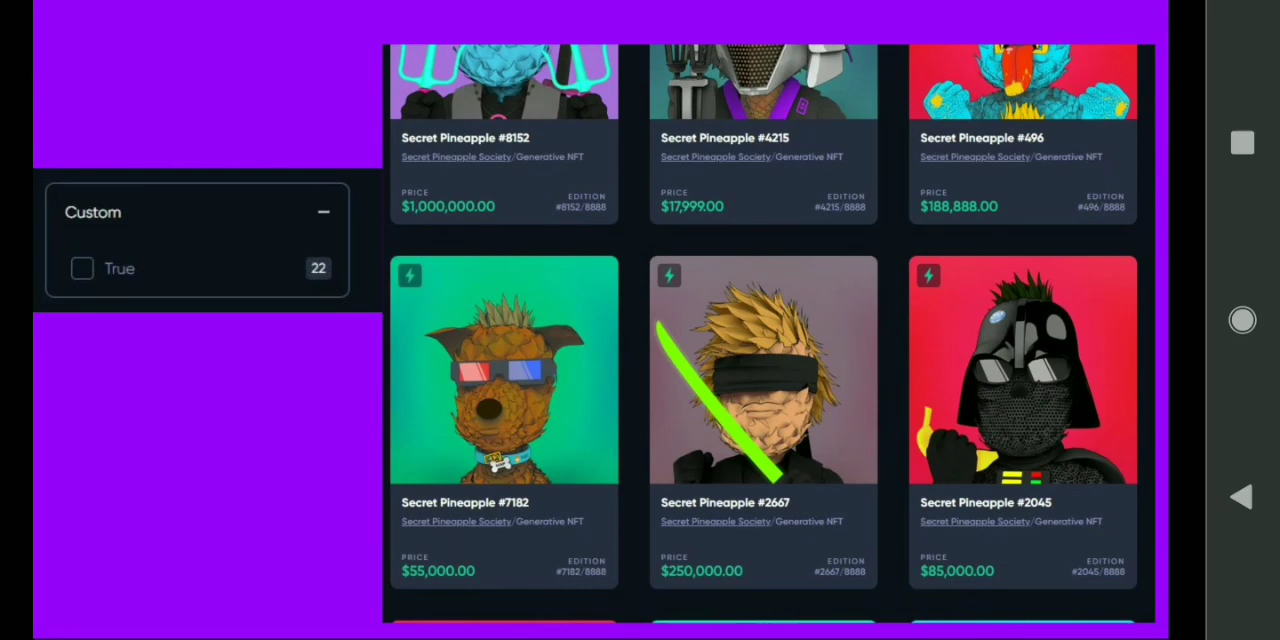 Custom
True
22
Secret Pineapple #8152
Secret Pineapple Society/Generative NFT
PRICE
EDITION
$1,000,000.00
#8152/8888
Secret Pineapple #4215
Secret Pineapple Society/Generative NFT
PRICE
EDITION
$17,999.00
#4215/8888
Secret Pineapple #496
Secret Pineapple Society/Generative NFT
PRICE
EDITION
$188,888.00
#496/8888
Secret Pineapple #7182
Secret Pineapple Society/Generative NFT
PRICE
EDITION
$55,000.00
#7182/8888
Secret Pineapple #2667
Secret Pineapple Society/Generative NFT
PRICE
EDITION
$250,000.00
#2667/8888
Secret Pineapple #2045
Secret Pineapple Society/Generative NFT
PRICE
EDITION
$85,000.00
#2045/8888